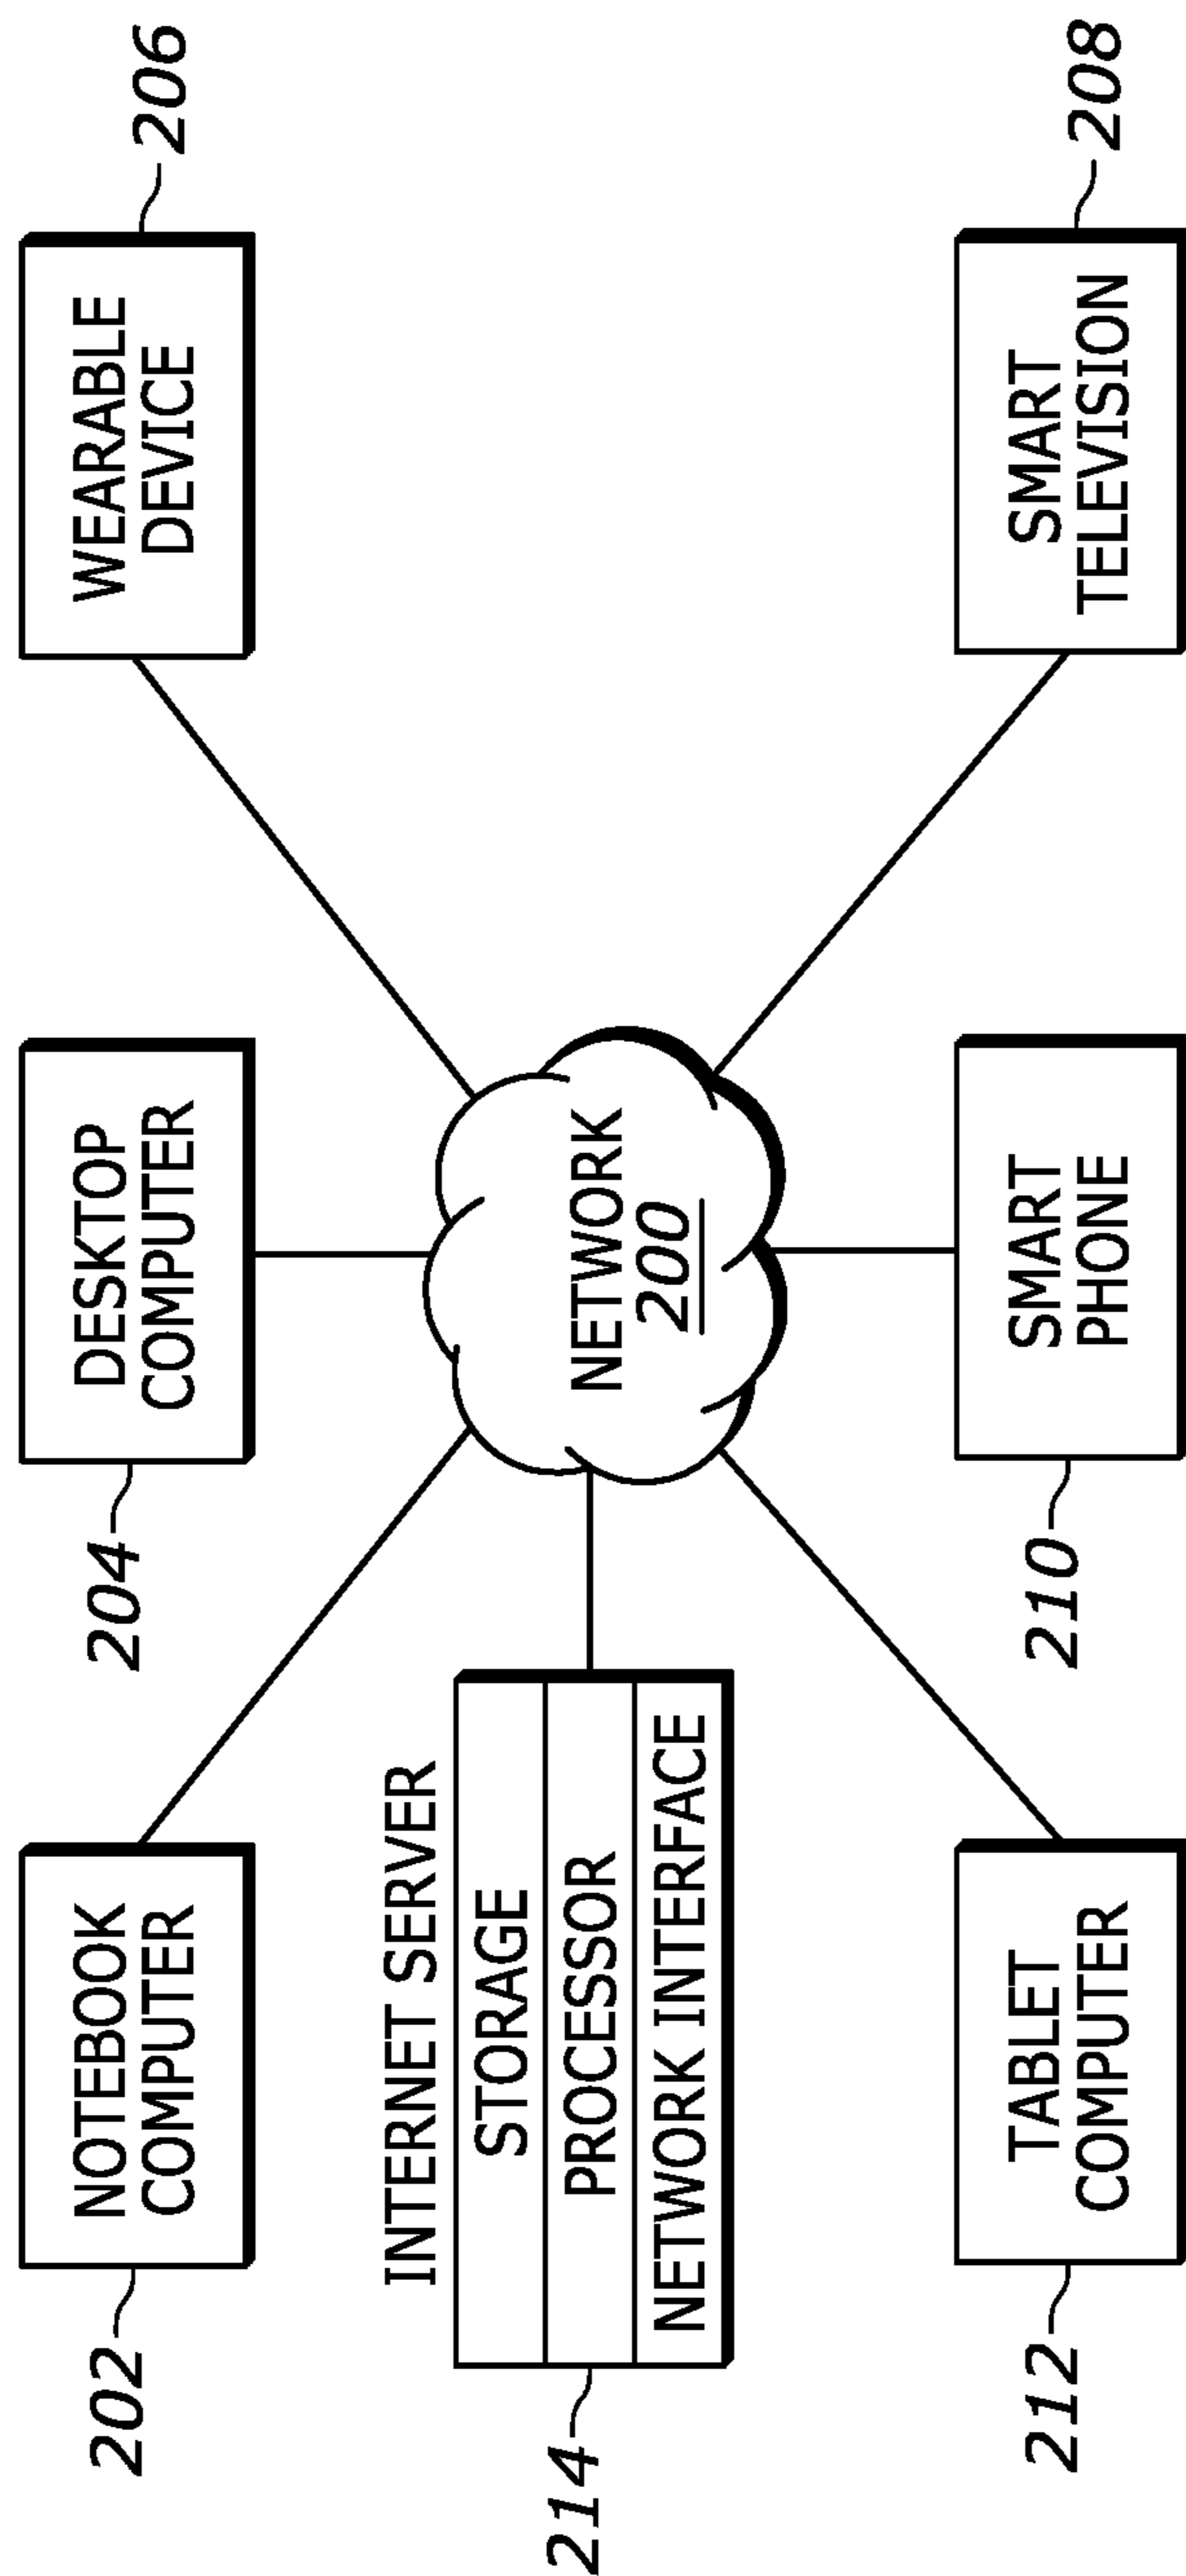 202
NOTEBOOK
COMPUTER
204
DESKTOP
COMPUTER
WEARABLE
DEVICE
206
INTERNET SERVER
214
STORAGE
PROCESSOR
NETWORK INTERFACE
NETWORK
200
212
TABLET
COMPUTER
210
SMART
PHONE
SMART
TELEVISION
208